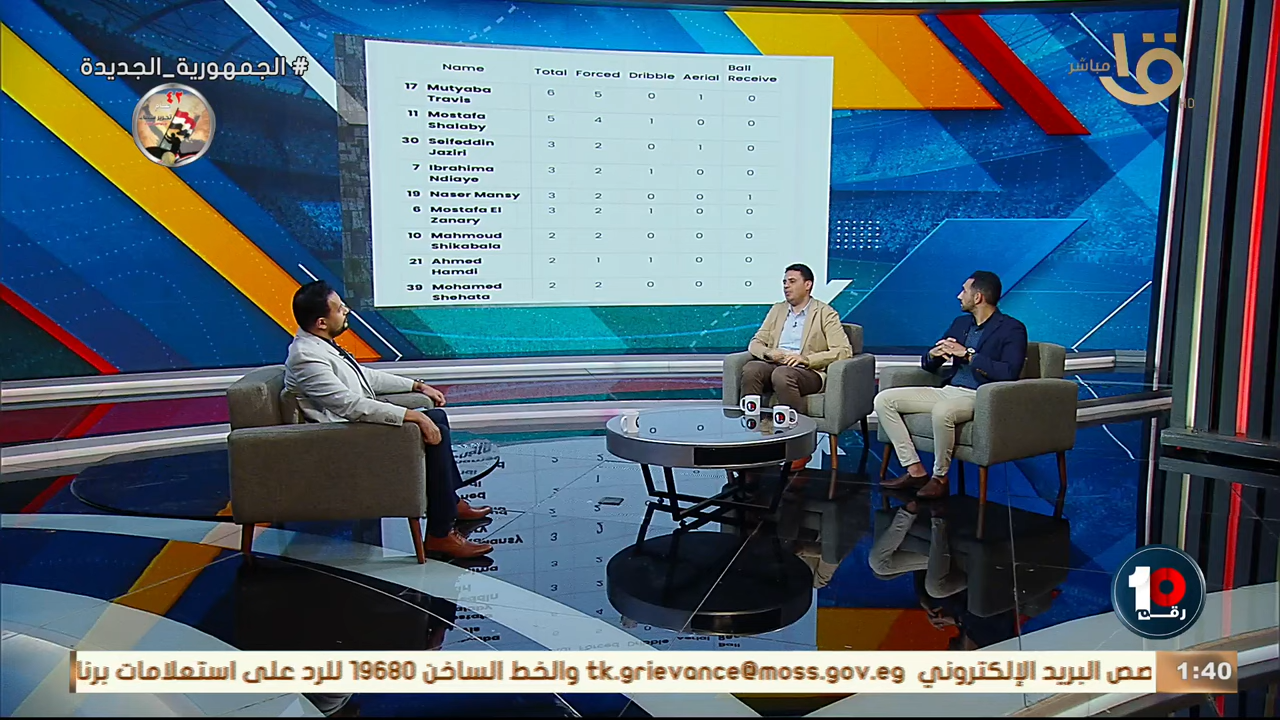 #الجمهورية_الجديدة
مباشر
HD
Name Total Forced Dribble Aerial Ball Receive
17 Mutyaba Travis 6 5 0 1 0
11 Mostafa Shalaby 5 4 1 0 0
30 Seifeddin Jaziri 3 2 0 1 0
7 Ibrahima Ndiaye 3 2 1 0 0
19 Naser Mansy 3 2 0 0 1
6 Mostafa El Zanary 3 2 1 0 0
10 Mahmoud Shikabala 2 2 0 0 0
21 Ahmed Hamdi 2 1 1 0 0
39 Mohamed Shehata 2 2 0 0 0
رقم 10
صص البريد الإلكتروني tk.grievance@moss.gov.eg والخط الساخن 19680 للرد على استعلامات برنا
1:40